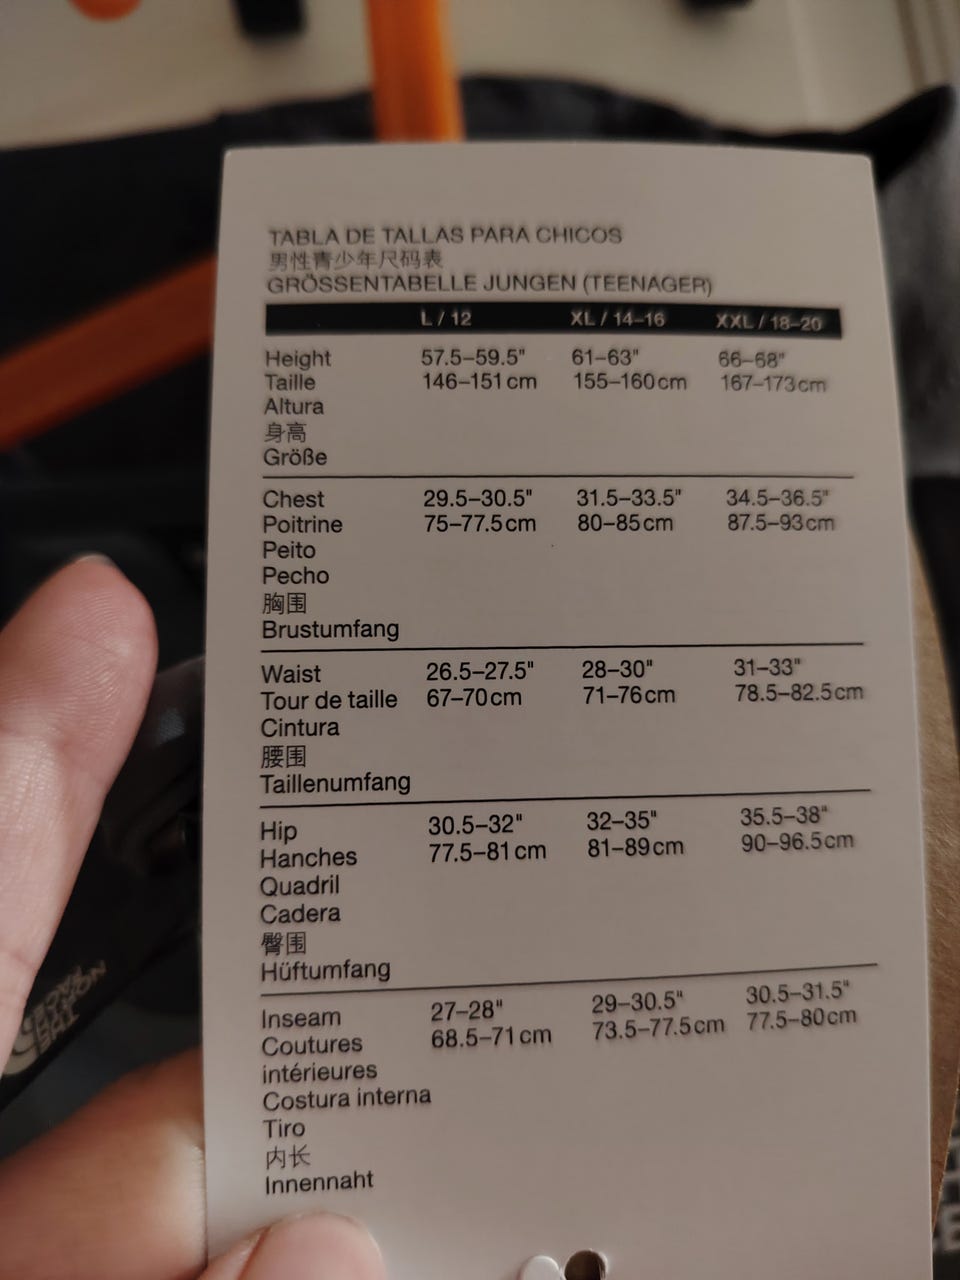 TABLA DE TALLAS PARA CHICOS
男性青少年尺码表
GRÖSSENTABELLE JUNGEN (TEENAGER)
L / 12 XL / 14–16 XXL / 18–20
Height 57.5–59.5" 61–63" 66–68"
Taille 146–151 cm 155–160 cm 167–173 cm
Altura
身高
Größe
Chest 29.5–30.5" 31.5–33.5" 34.5–36.5"
Poitrine 75–77.5 cm 80–85 cm 87.5–93 cm
Peito
Pecho
胸围
Brustumfang
Waist 26.5–27.5" 28–30" 31–33"
Tour de taille 67–70 cm 71–76 cm 78.5–82.5 cm
Cintura
腰围
Taillenumfang
Hip 30.5–32" 32–35" 35.5–38"
Hanches 77.5–81 cm 81–89 cm 90–96.5 cm
Quadril
Cadera
臀围
Hüftumfang
Inseam 27–28" 29–30.5" 30.5–31.5"
Coutures 68.5–71 cm 73.5–77.5 cm 77.5–80 cm
intérieures
Costura interna
Tiro
内长
Innennaht
THE
NORTH
FACE